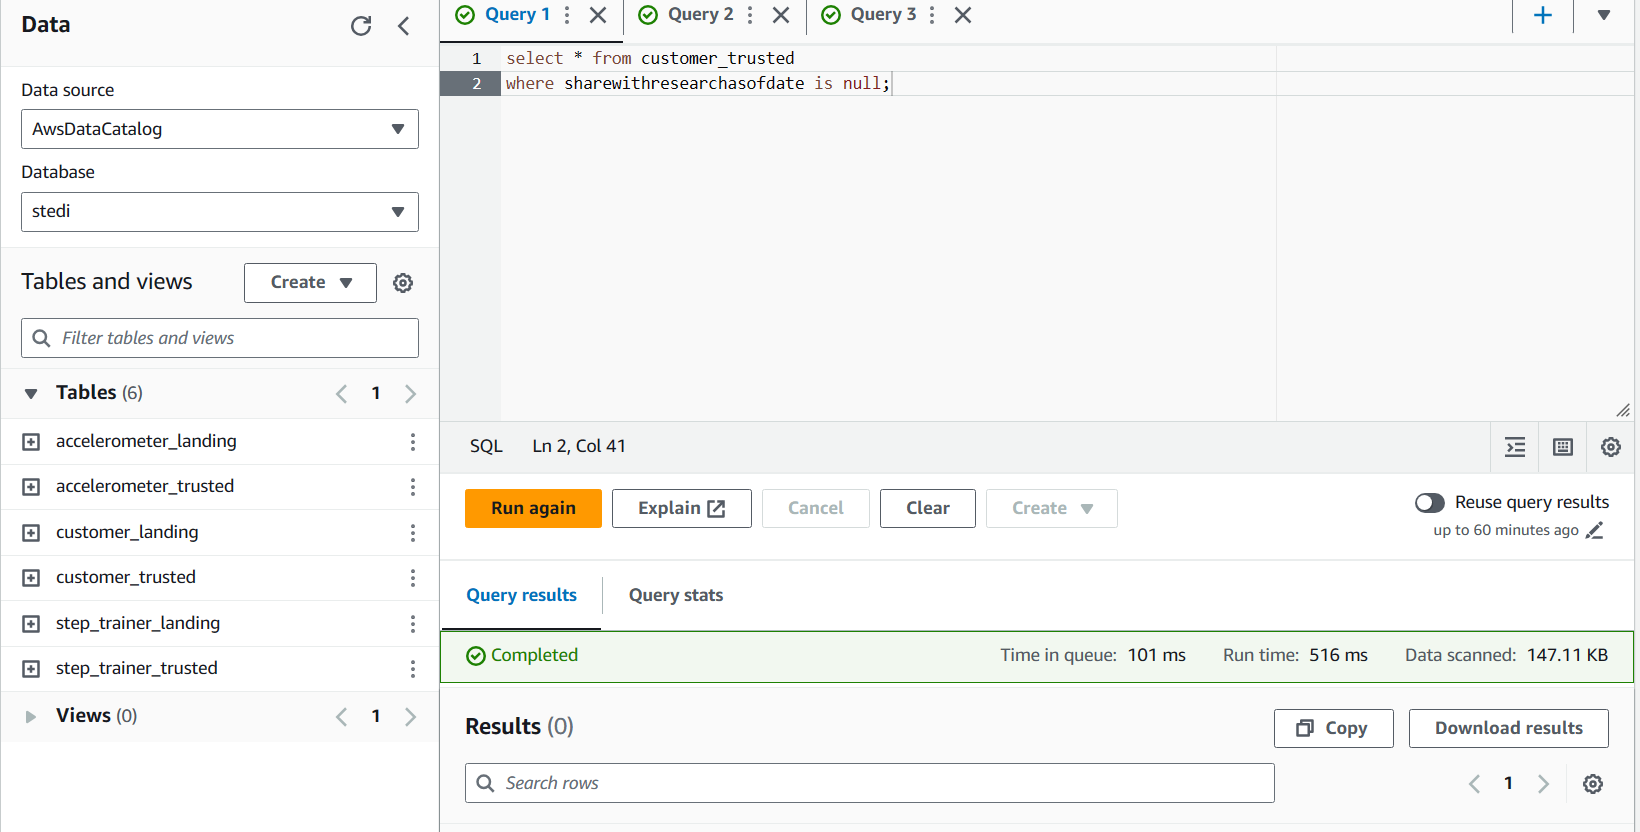 Data
Data source
AwsDataCatalog
Database
stedi
Tables and views
Create
Filter tables and views
Tables (6)
1
accelerometer_landing
accelerometer_trusted
customer_landing
customer_trusted
step_trainer_landing
step_trainer_trusted
Views (0)
1
Query 1
Query 2
Query 3
1 select * from customer_trusted
2 where sharewithresearchasofdate is null;
SQL Ln 2, Col 41
Run again
Explain
Cancel
Clear
Create
Reuse query results
up to 60 minutes ago
Query results
Query stats
Completed
Time in queue: 101 ms
Run time: 516 ms
Data scanned: 147.11 KB
Results (0)
Copy
Download results
Search rows
1